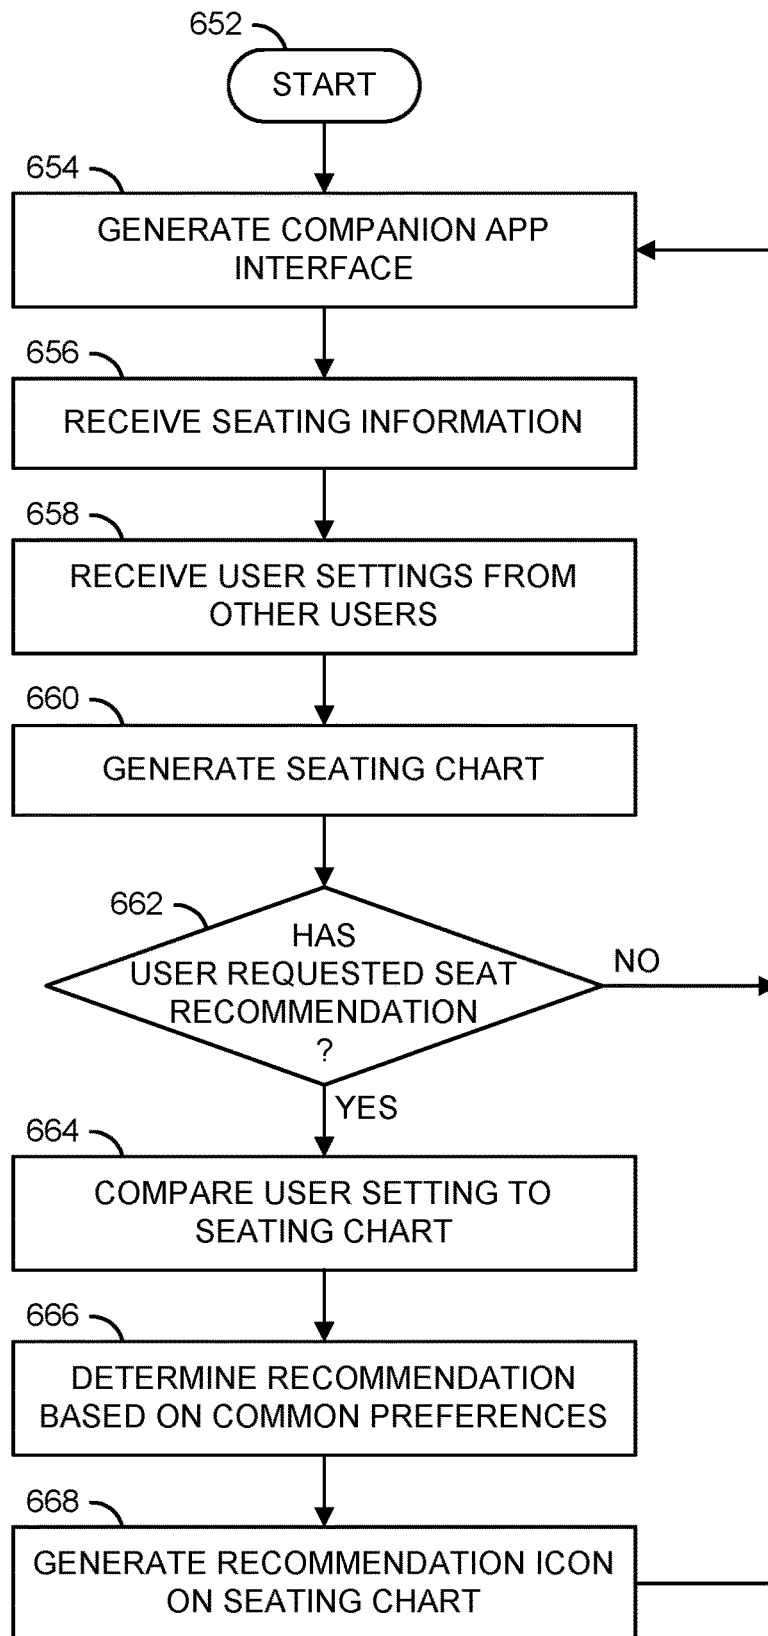 652
START
654
GENERATE COMPANION APP
INTERFACE
656
RECEIVE SEATING INFORMATION
658
RECEIVE USER SETTINGS FROM
OTHER USERS
660
GENERATE SEATING CHART
662
HAS
USER REQUESTED SEAT
RECOMMENDATION
?
NO
YES
664
COMPARE USER SETTING TO
SEATING CHART
666
DETERMINE RECOMMENDATION
BASED ON COMMON PREFERENCES
668
GENERATE RECOMMENDATION ICON
ON SEATING CHART